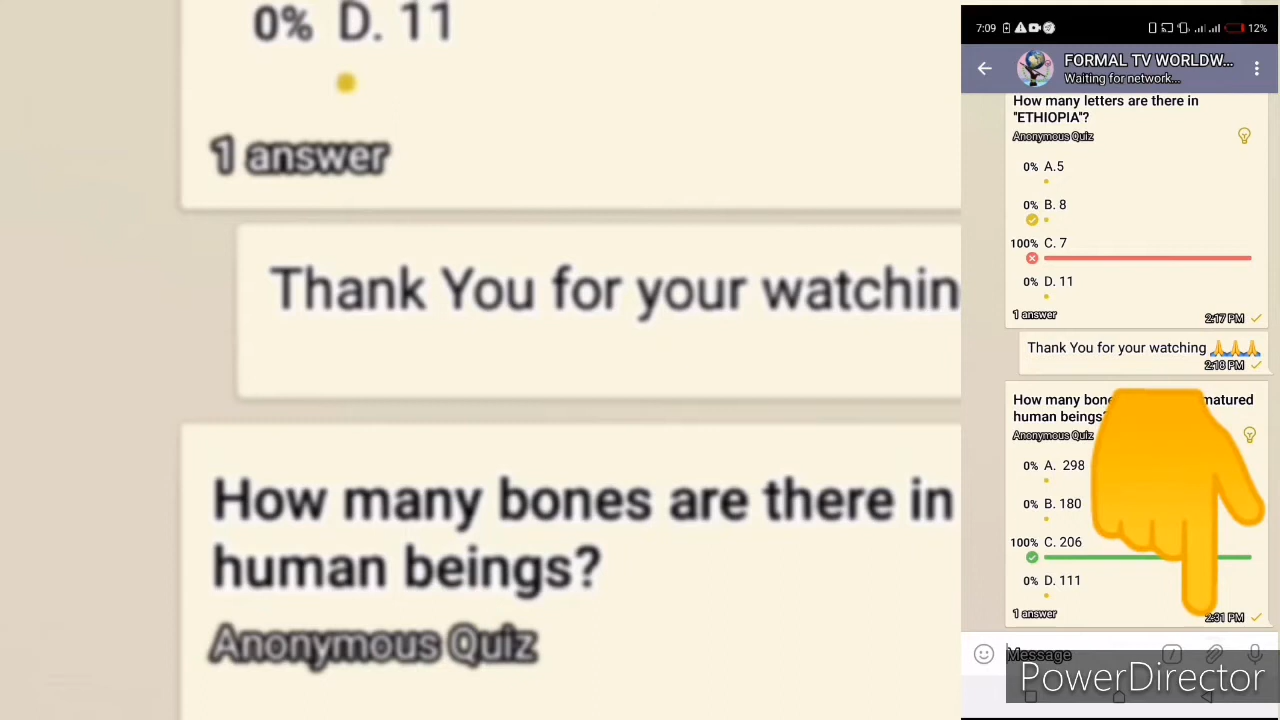 0% D. 11
1 answer
Thank You for your watchin
How many bones are there in
human beings?
Anonymous Quiz
7:09 12%
FORMAL TV WORLDW...
Waiting for network...
How many letters are there in
"ETHIOPIA"?
Anonymous Quiz
0% A.5
0% B. 8
100% C. 7
0% D. 11
1 answer
2:17 PM
Thank You for your watching 🙏🙏🙏
2:18 PM
How many bone matured
human beings?
Anonymous Quiz
0% A. 298
0% B. 180
100% C. 206
0% D. 111
1 answer
2:31 PM
Message
PowerDirector